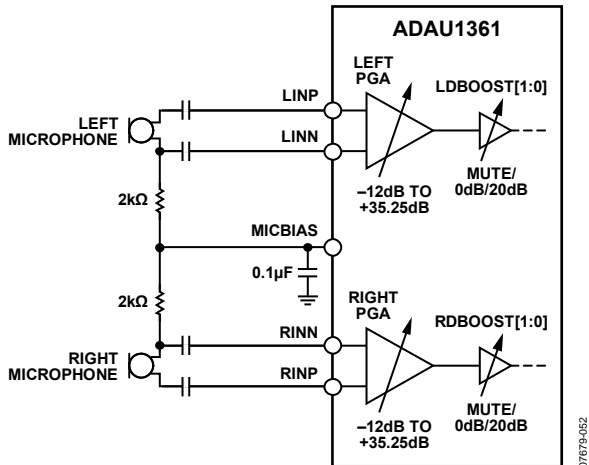 ADAU1361
LEFT
PGA
LDBOOST[1:0]
LINP
LEFT
MICROPHONE
LINN
MUTE/
0dB/20dB
–12dB TO
+35.25dB
2kΩ
MICBIAS
0.1µF
2kΩ
RIGHT
PGA
RDBOOST[1:0]
RINN
RIGHT
MICROPHONE
RINP
MUTE/
0dB/20dB
–12dB TO
+35.25dB
07679-052